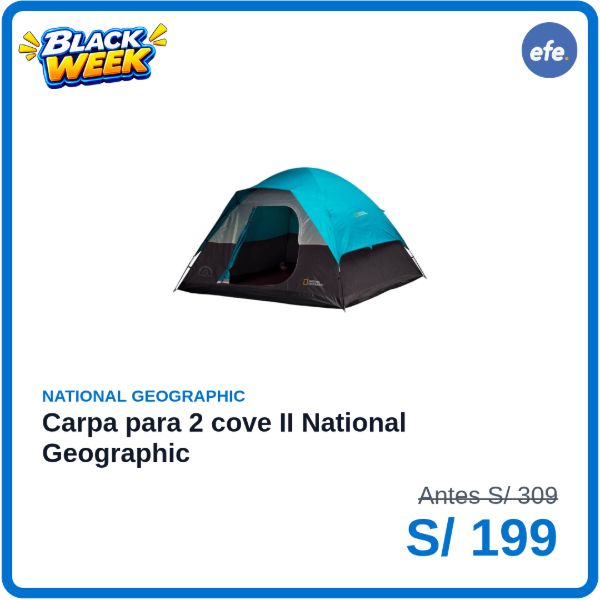 BLACK
WEEK
efe.
NATIONAL GEOGRAPHIC
Carpa para 2 cove II National
Geographic
Antes S/ 309
S/ 199